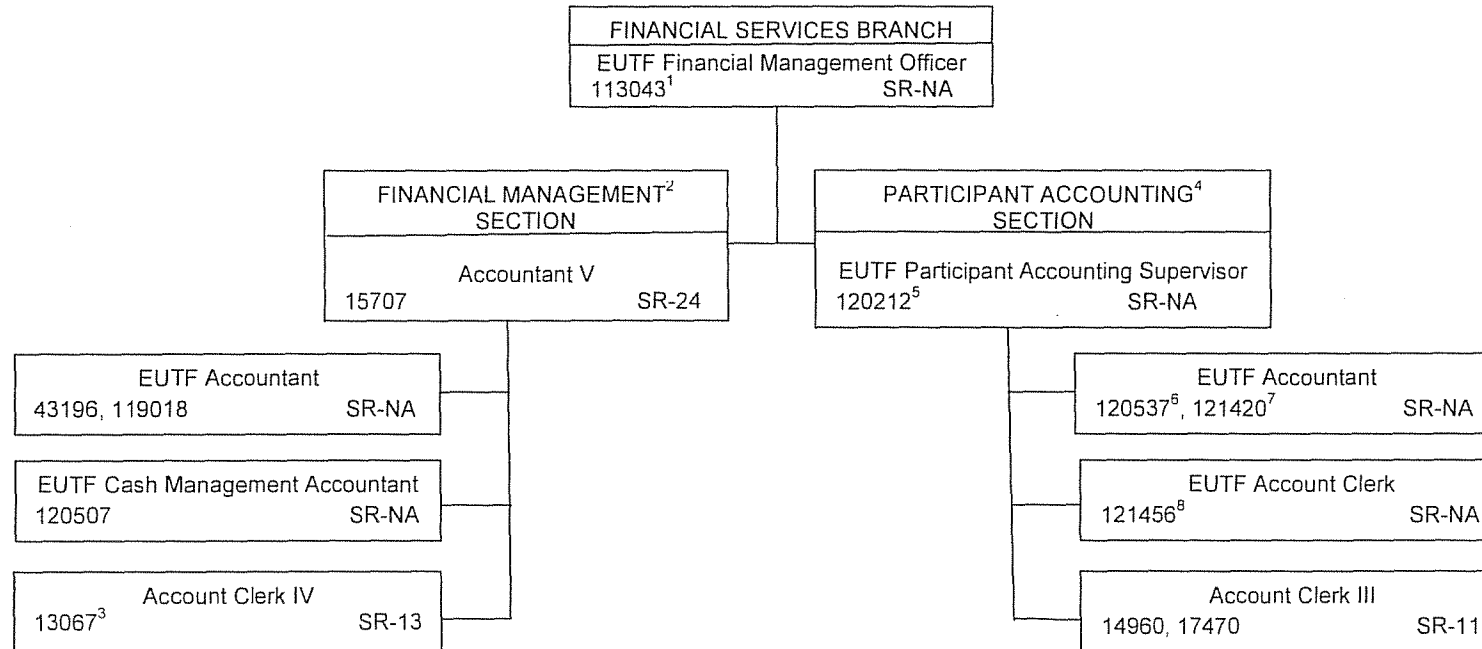 FINANCIAL SERVICES BRANCH
EUTF Financial Management Officer
113043¹ SR-NA
FINANCIAL MANAGEMENT²
SECTION
Accountant V
15707 SR-24
PARTICIPANT ACCOUNTING⁴
SECTION
EUTF Participant Accounting Supervisor
120212⁵ SR-NA
EUTF Accountant
43196, 119018 SR-NA
EUTF Cash Management Accountant
120507 SR-NA
Account Clerk IV
13067³ SR-13
EUTF Accountant
120537⁶, 121420⁷ SR-NA
EUTF Account Clerk
121456⁸ SR-NA
Account Clerk III
14960, 17470 SR-11